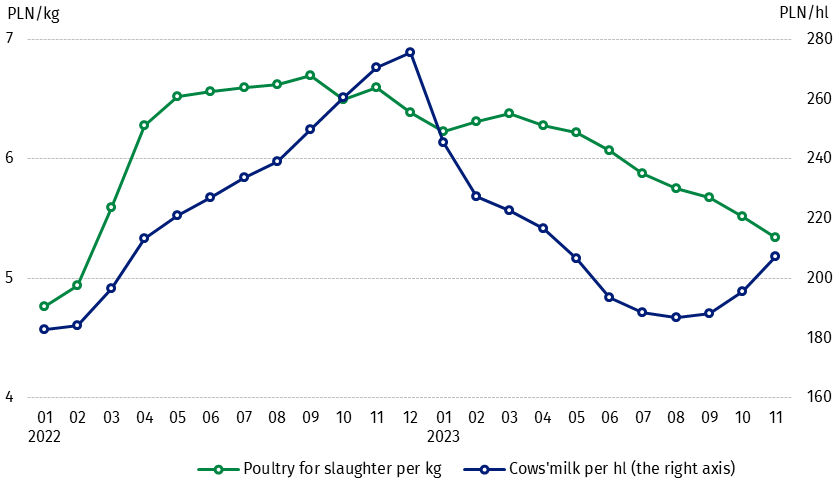 PLN/kg PLN/hl
7 280
260
6 240
220
5 200
180
4 160
01 02 03 04 05 06 07 08 09 10 11 12 01 02 03 04 05 06 07 08 09 10 11
2022 2023
Poultry for slaughter per kg Cows'milk per hl (the right axis)